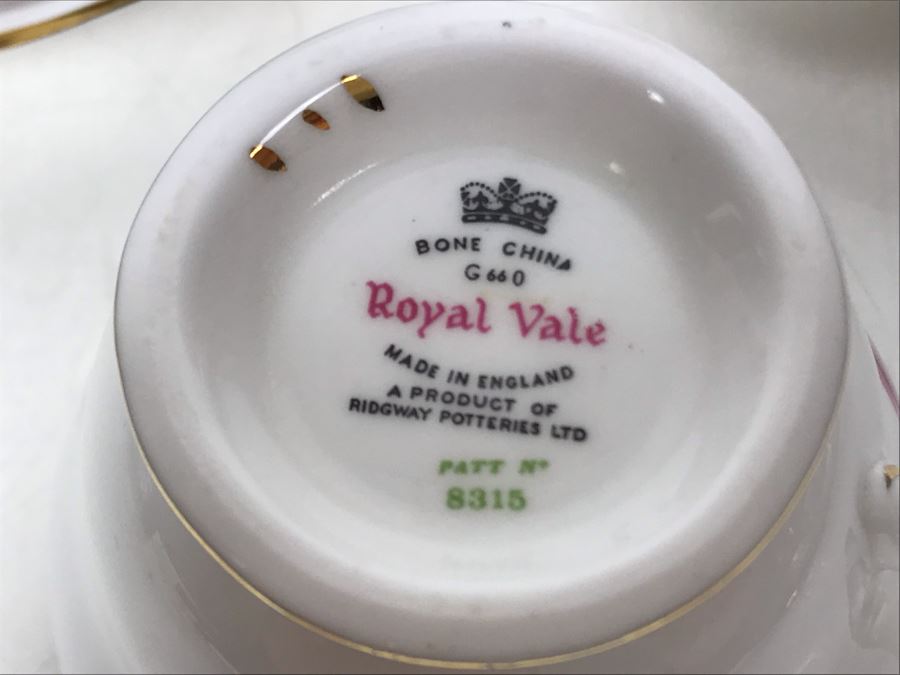 BONE CHINA
G660
Royal Vale
MADE IN ENGLAND
A PRODUCT OF
RIDGWAY POTTERIES LTD
PATT Nº
8315